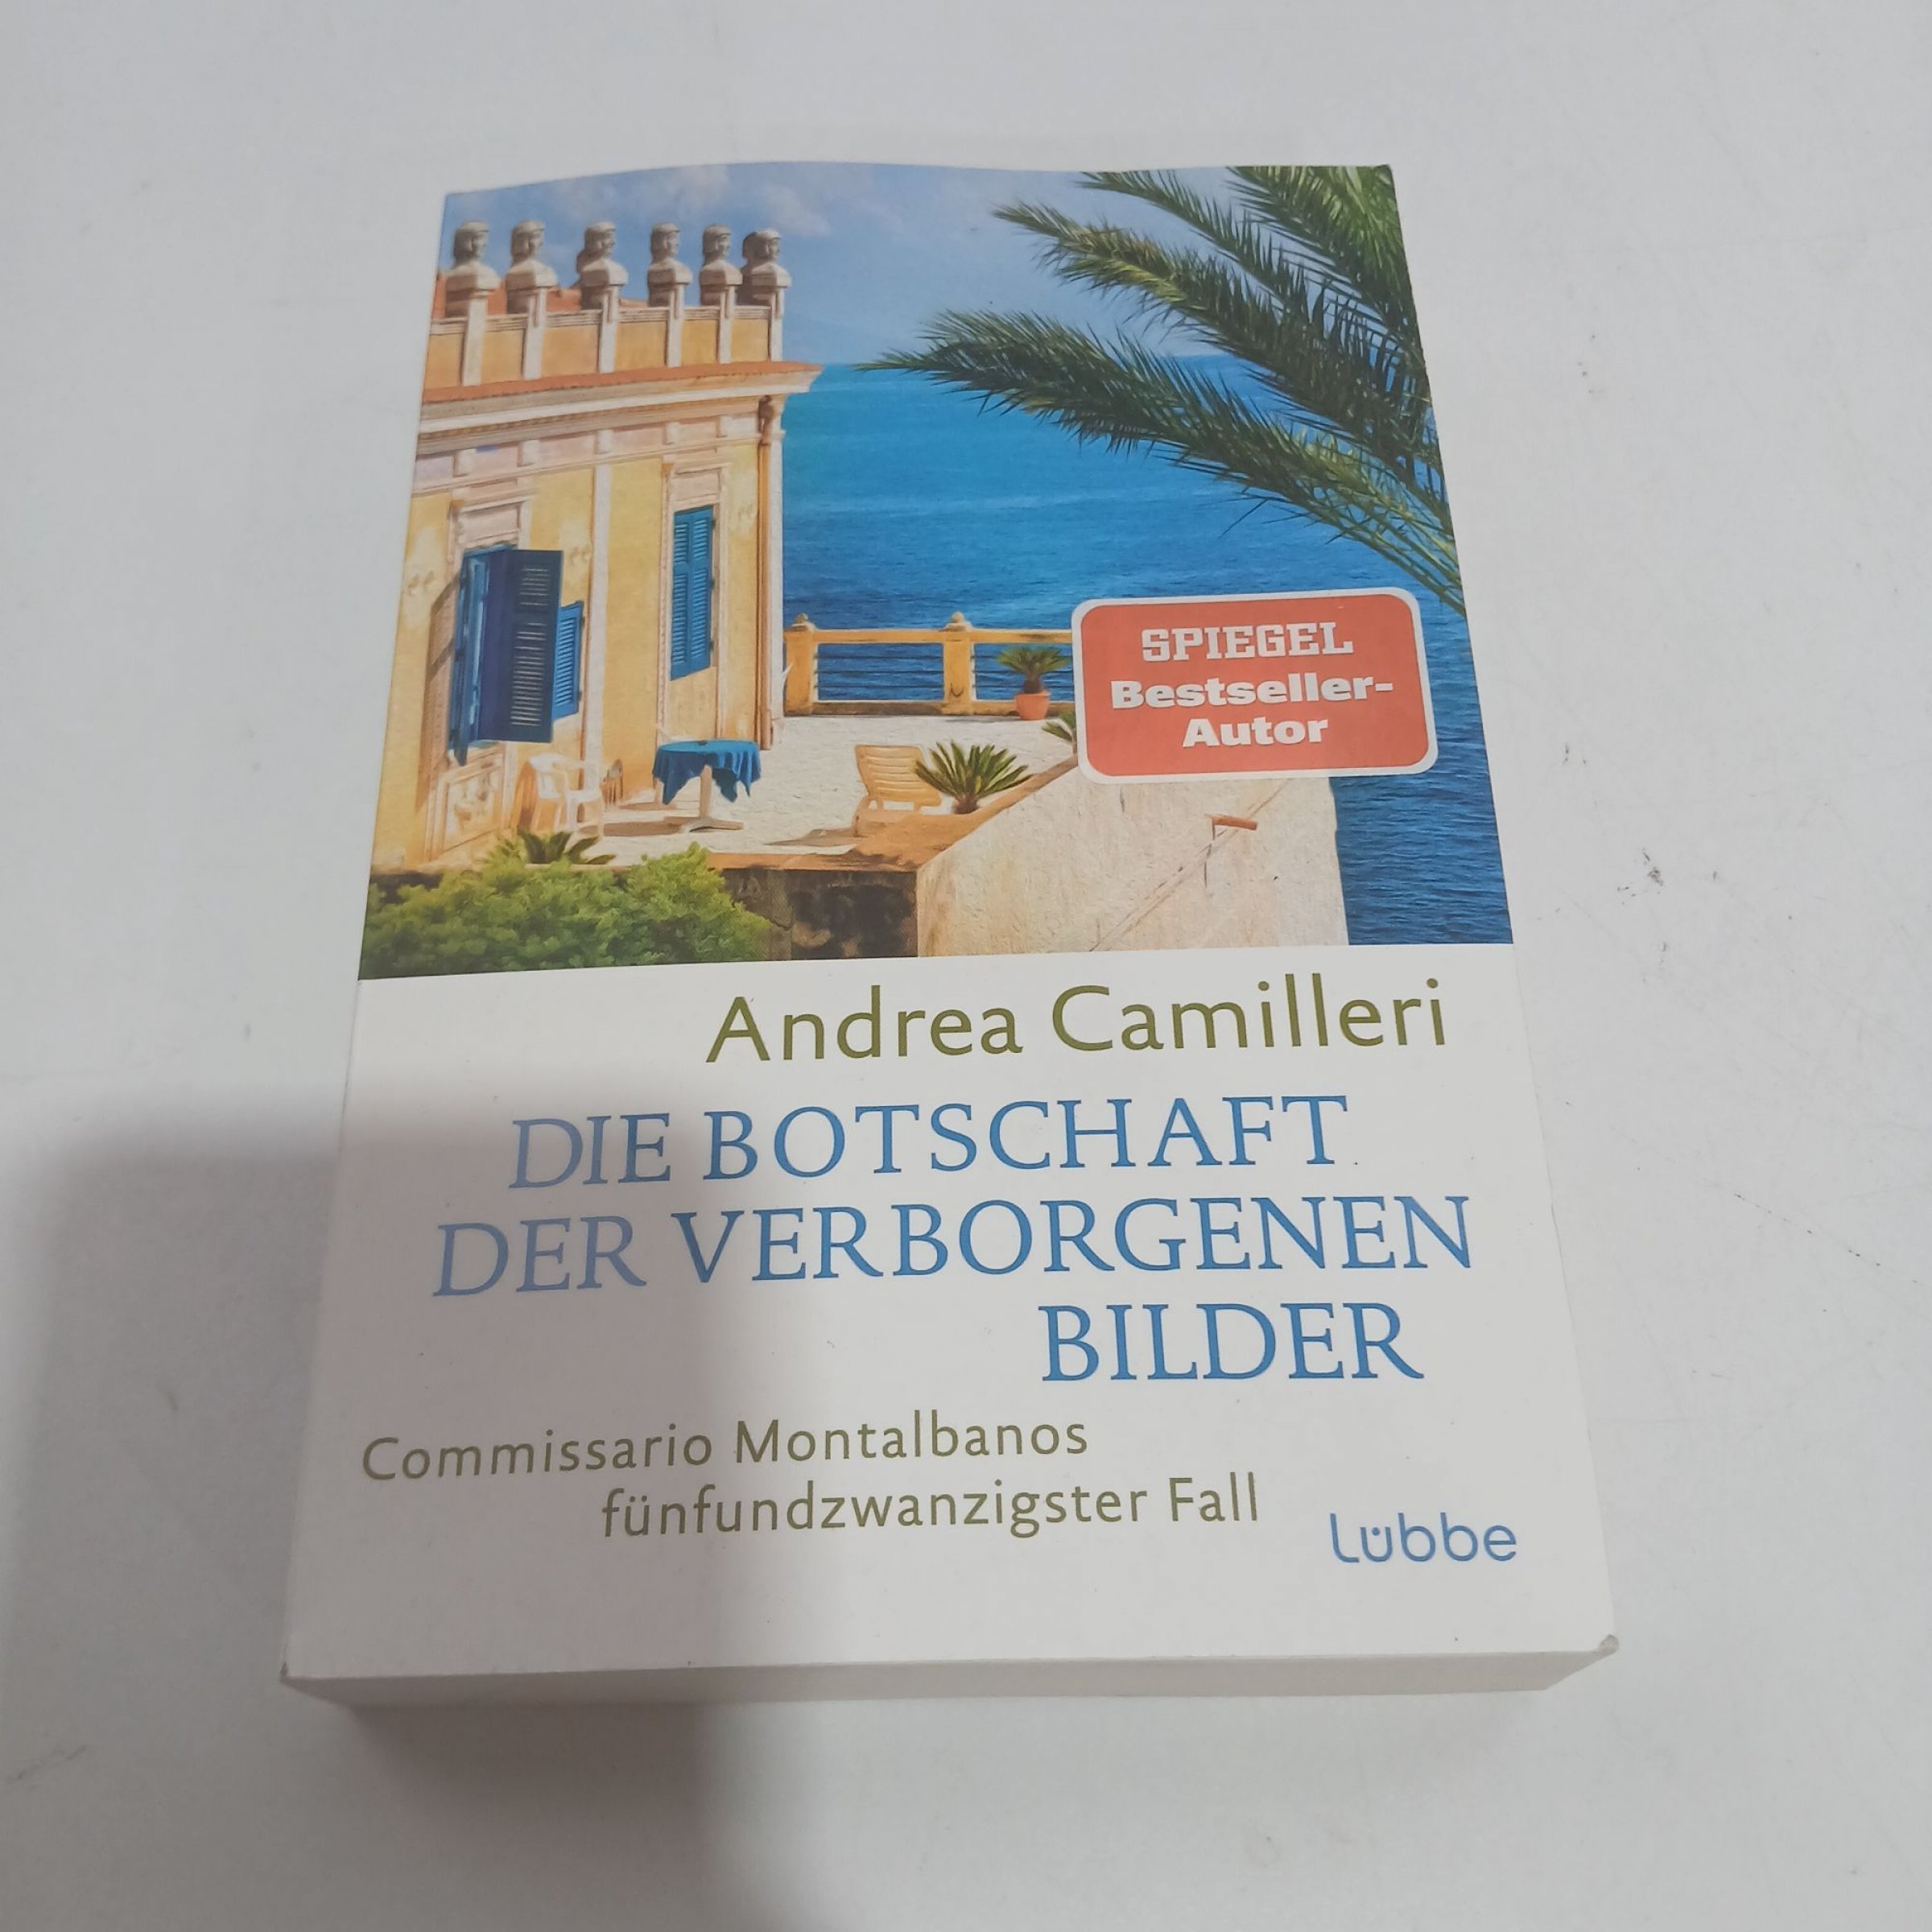 SPIEGEL
Bestseller-
Autor
Andrea Camilleri
DIE BOTSCHAFT
DER VERBORGENEN
BILDER
Commissario Montalbanos
fünfundzwanzigster Fall
Lübbe